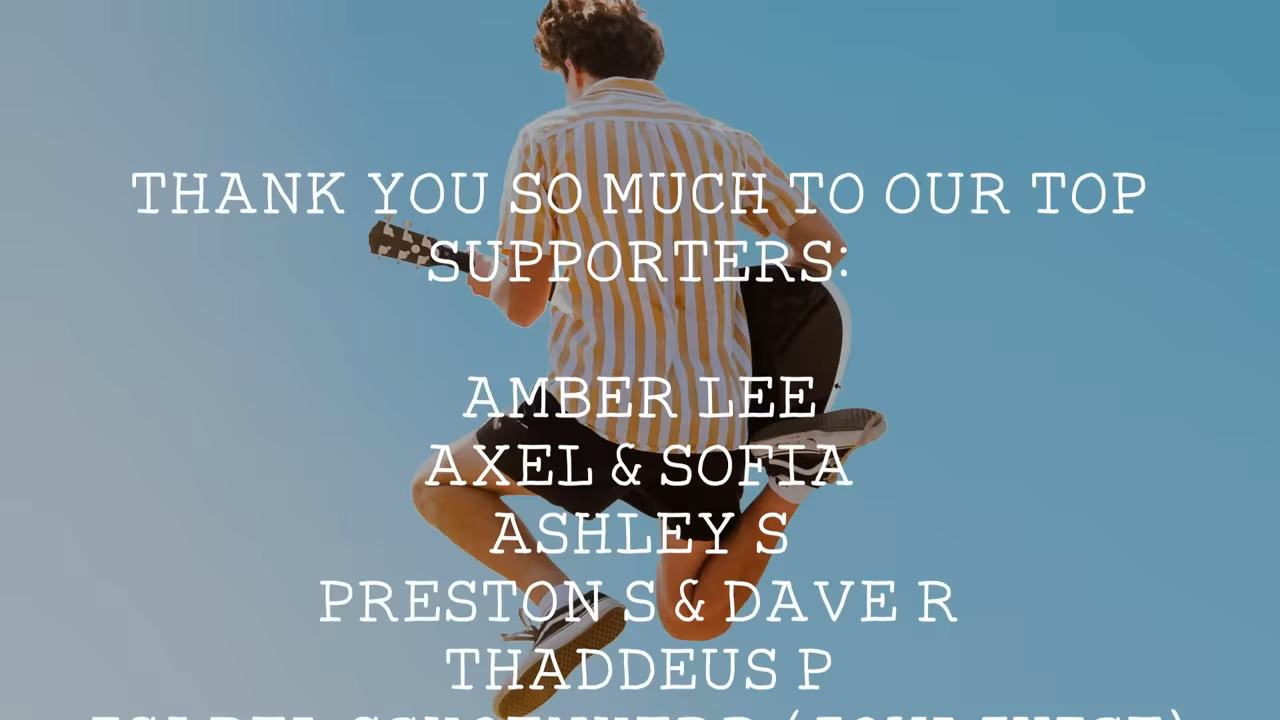 THANK YOU SO MUCH TO OUR TOP
SUPPORTERS:
AMBER LEE
AXEL & SOFIA
ASHLEY S
PRESTON S & DAVE R
THADDEUS P